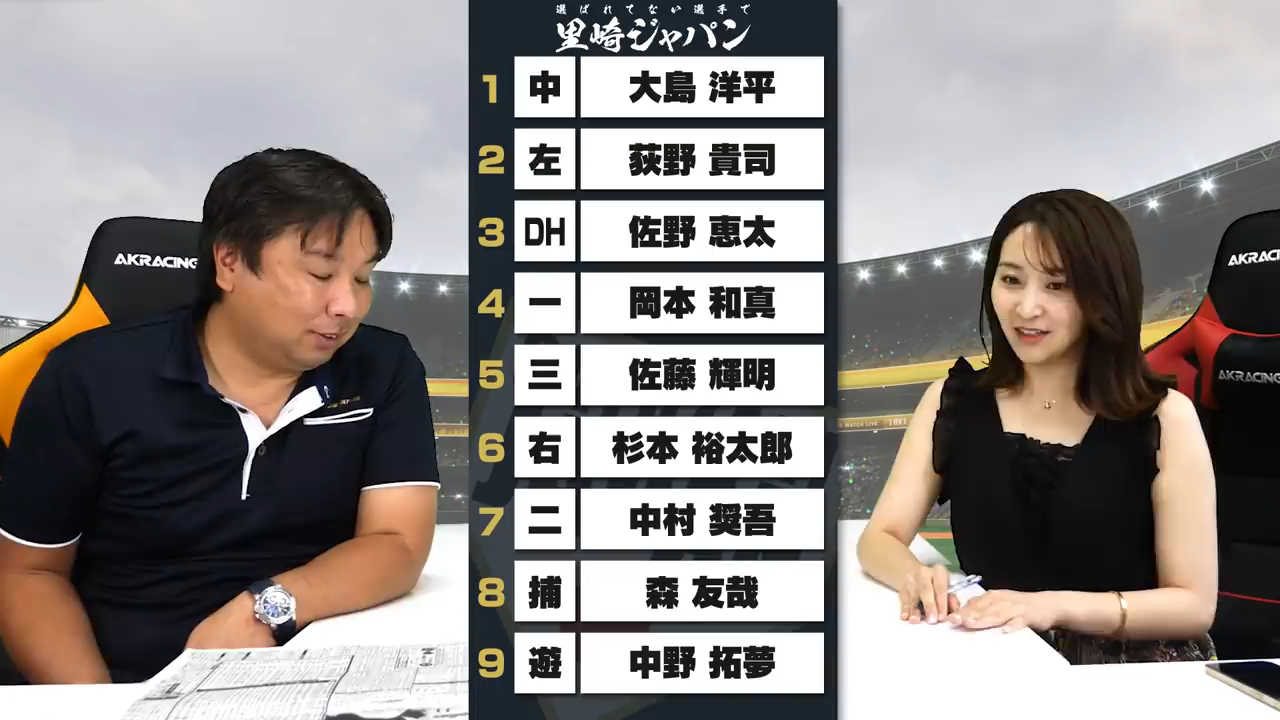 選ばれてない選手で
里崎ジャパン
1 中 大島 洋平
2 左 荻野 貴司
3 DH 佐野 恵太
4 一 岡本 和真
5 三 佐藤 輝明
6 右 杉本 裕太郎
7 二 中村 奨吾
8 捕 森 友哉
9 遊 中野 拓夢
AKRACING
AKRACING
AKRACING